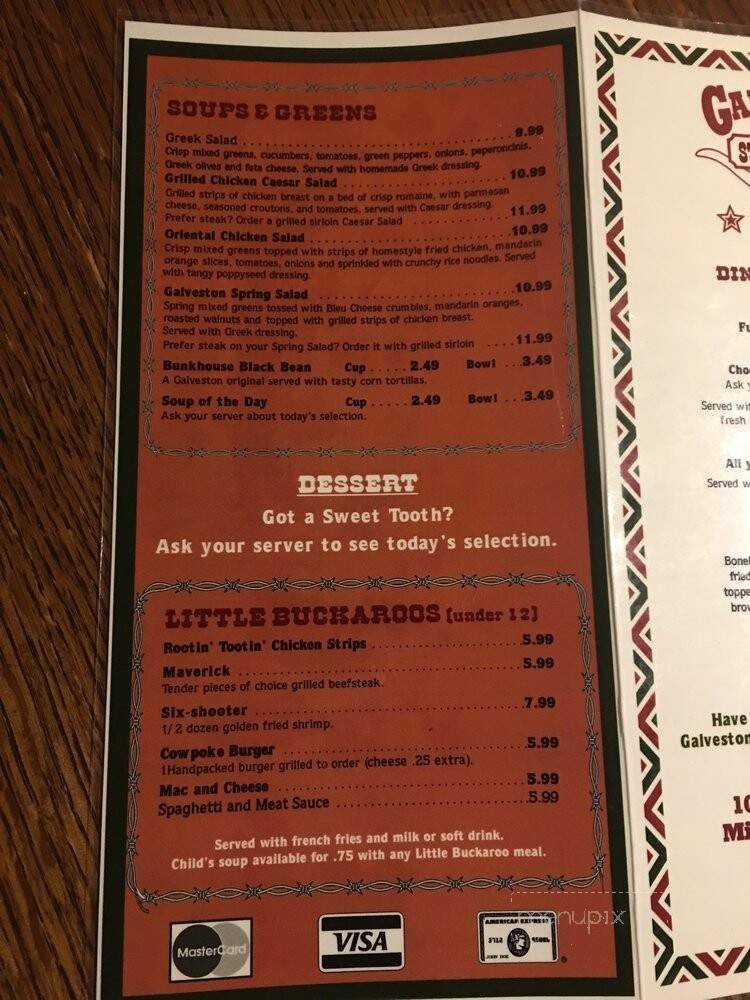 SOUPS & GREENS
Greek Salad ........ 9.99
Crisp mixed greens, cucumbers, tomatoes, green peppers, onions, peperoncinis.
Greek olives and feta cheese. Served with homemade Greek dressing.
Grilled Chicken Caesar Salad ........ 10.99
Grilled strips of chicken breast on a bed of crisp romaine, with parmesan
cheese, seasoned croutons, and tomatoes, served with Caesar dressing.
Prefer steak? Order a grilled sirloin Caesar Salad ........ 11.99
Oriental Chicken Salad ........ 10.99
Crisp mixed greens topped with strips of homestyle fried chicken, mandarin
orange slices, tomatoes, onions and sprinkled with crunchy rice noodles. Served
with tangy poppyseed dressing.
Galveston Spring Salad ........ 10.99
Spring mixed greens tossed with Bleu Cheese crumbles, mandarin oranges,
roasted walnuts and topped with grilled strips of chicken breast.
Served with Greek dressing.
Prefer steak on your Spring Salad? Order it with grilled sirloin ..... 11.99
Bunkhouse Black Bean Cup ..... 2.49 Bowl ... 3.49
A Galveston original served with tasty corn tortillas.
Soup of the Day Cup ..... 2.49 Bowl ... 3.49
Ask your server about today's selection.
DESSERT
Got a Sweet Tooth?
Ask your server to see today's selection.
LITTLE BUCKAROOS (under 12)
Rootin' Tootin' Chicken Strips ........ 5.99
Maverick ........ 5.99
Tender pieces of choice grilled beefsteak.
Six-shooter ........ 7.99
1/2 dozen golden fried shrimp.
Cowpoke Burger ........ 5.99
1Handpacked burger grilled to order (cheese .25 extra).
Mac and Cheese ........ 5.99
Spaghetti and Meat Sauce ........ 5.99
Served with french fries and milk or soft drink.
Child's soup available for .75 with any Little Buckaroo meal.
MasterCard
VISA
AMERICAN EXPRESS
3712
JOHN DOE
menupix
GA
ST
DIN
Fu
Cho
Ask y
Served wit
fresh
All y
Served w
Bonel
fried
toppe
brow
Have
Galveston
10
Mi